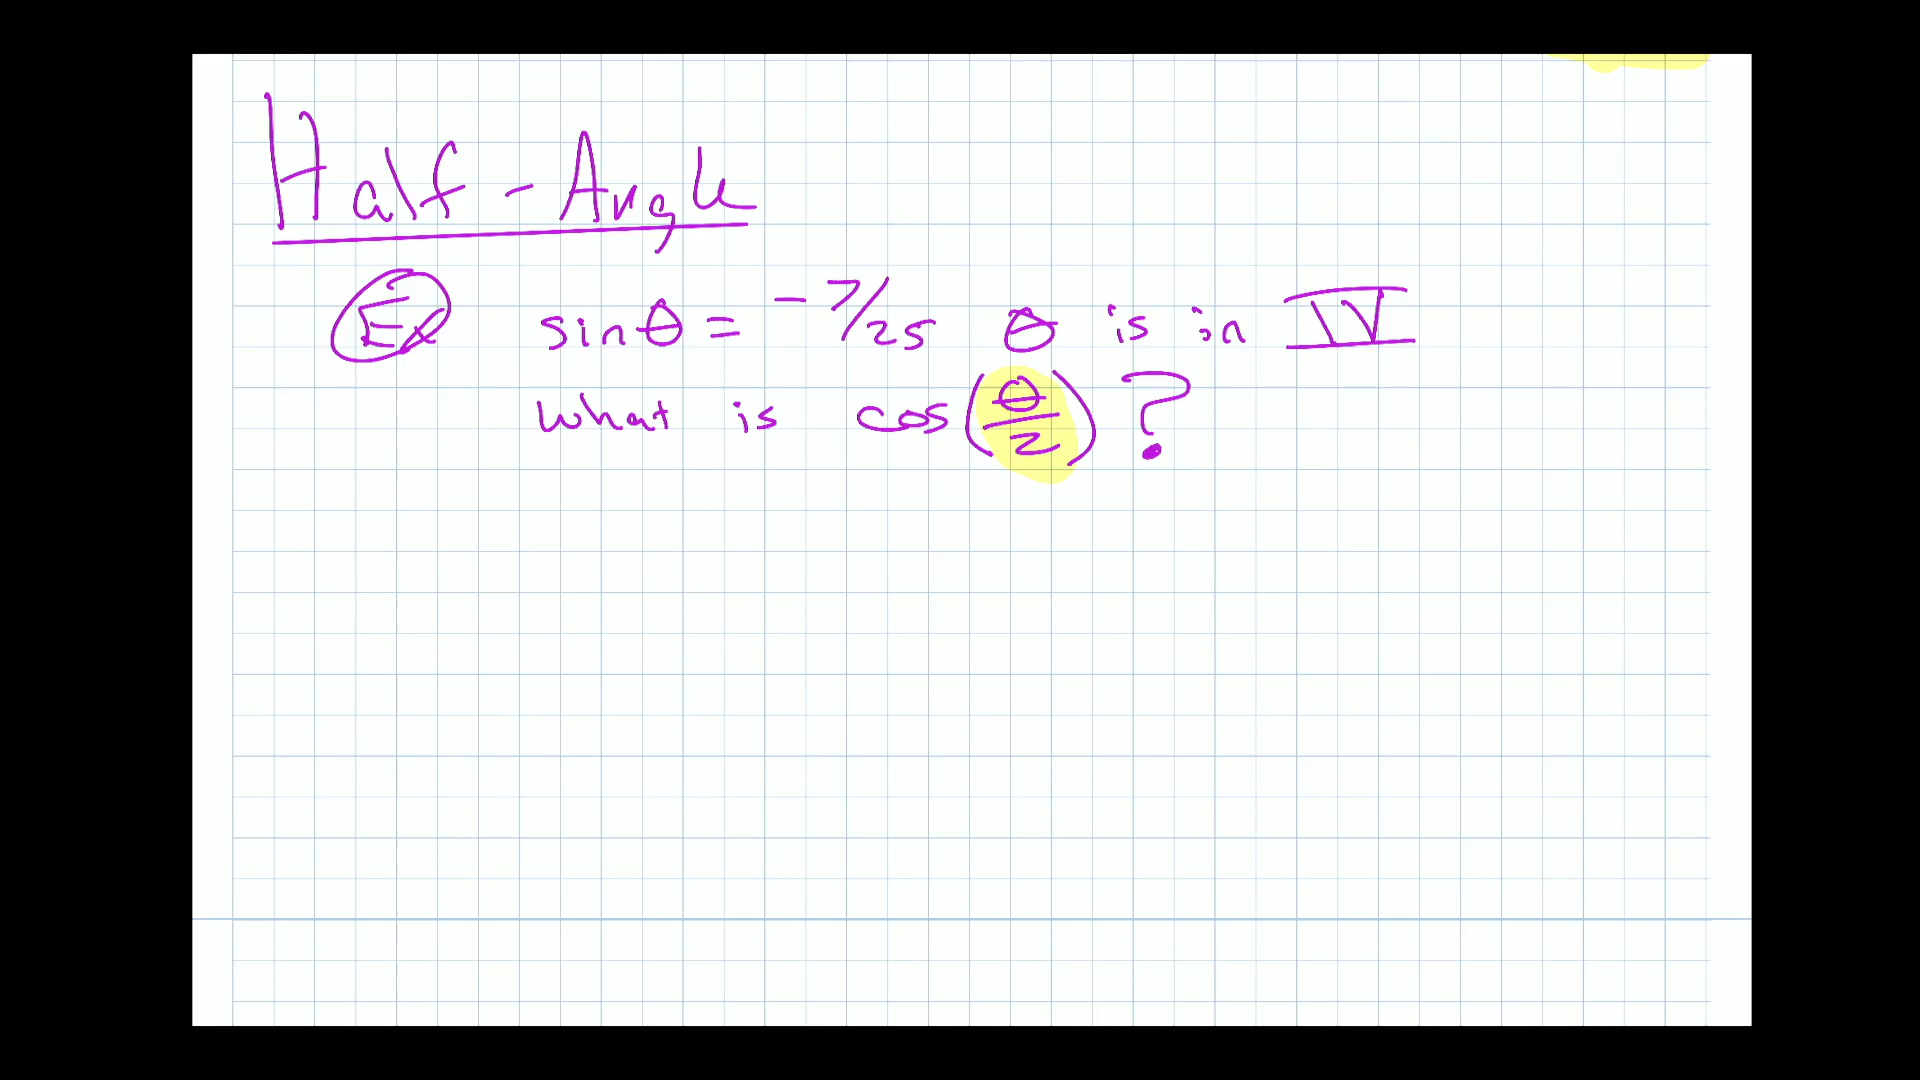 Half-Angle
Ex sinθ = -7/25 θ is in IV
what is cos(θ/2)?